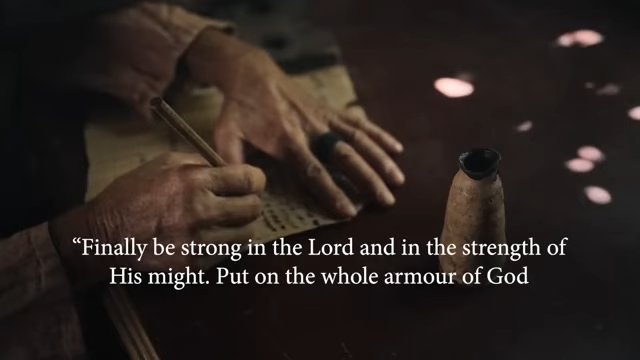 “Finally be strong in the Lord and in the strength of
His might. Put on the whole armour of God